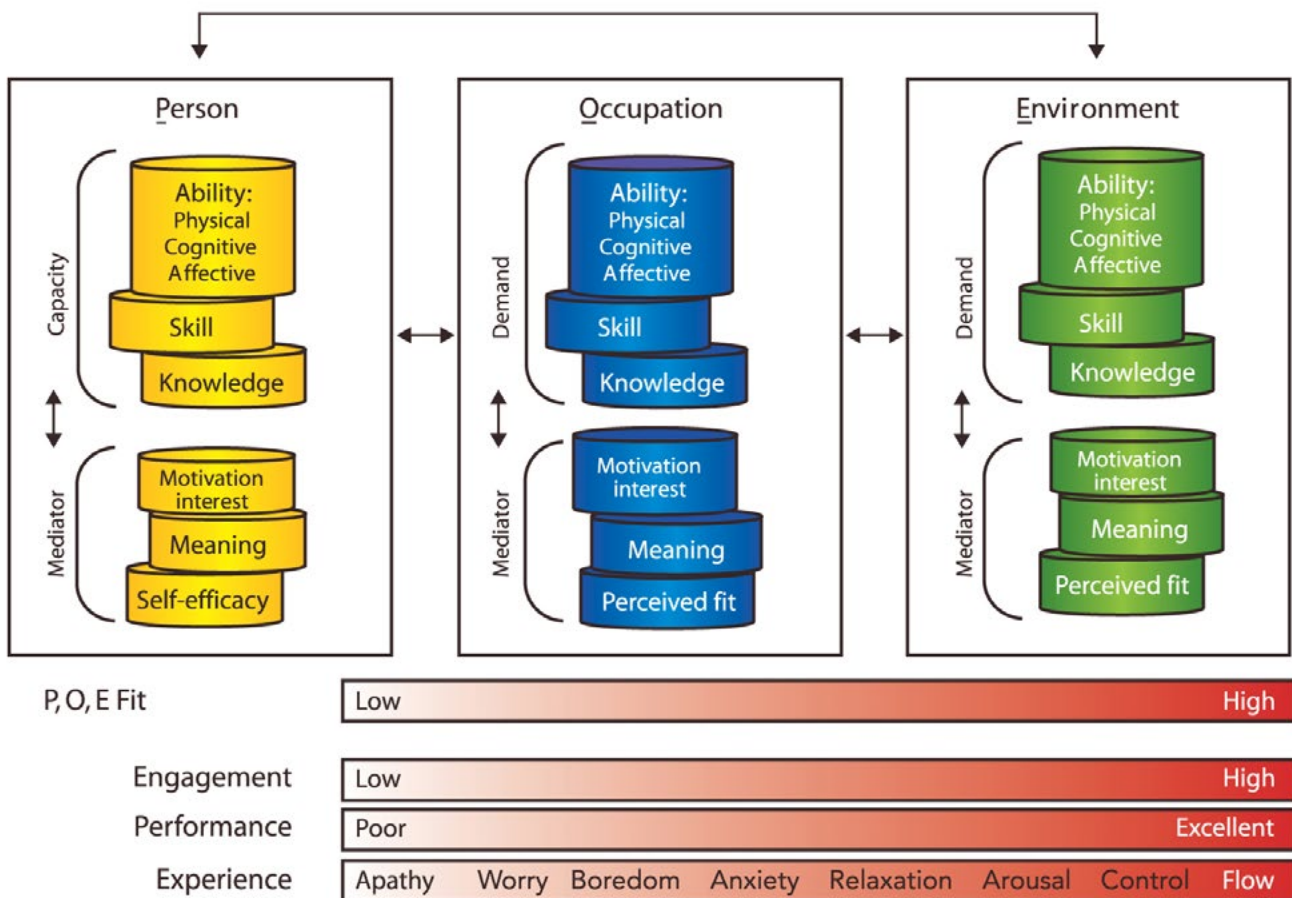 Person
Capacity
Ability:
Physical
Cognitive
Affective
Skill
Knowledge
Mediator
Motivation
interest
Meaning
Self-efficacy
Occupation
Demand
Ability:
Physical
Cognitive
Affective
Skill
Knowledge
Mediator
Motivation
interest
Meaning
Perceived fit
Environment
Demand
Ability:
Physical
Cognitive
Affective
Skill
Knowledge
Mediator
Motivation
interest
Meaning
Perceived fit
P, O, E Fit Low High
Engagement Low High
Performance Poor Excellent
Experience Apathy Worry Boredom Anxiety Relaxation Arousal Control Flow